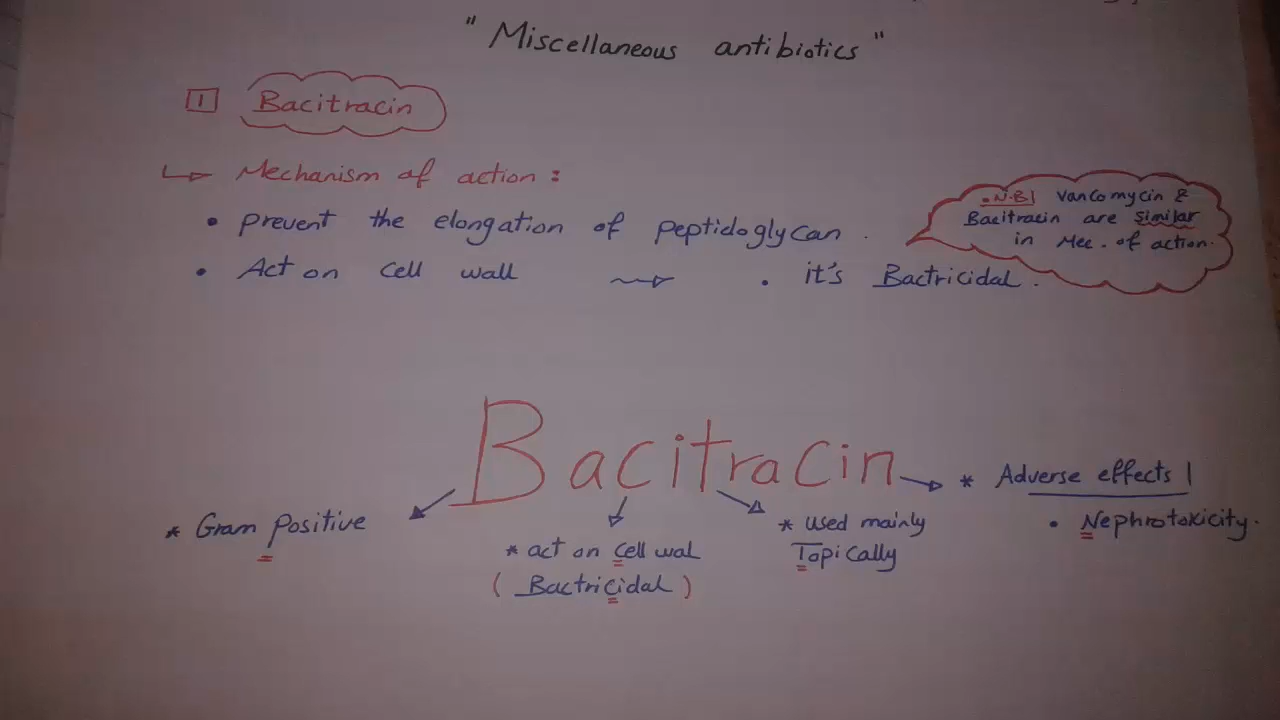 " Miscellaneous antibiotics "
1 Bacitracin
↳ Mechanism of action :
• prevent the elongation of peptidoglycan .
• Act on cell wall → • it's Bactricidal .
• N.B| Vancomycin &
Bacitracin are similar
in Mec. of action.
Bacitracin
* Gram Positive
* act on cell wal
( Bactricidal )
* used mainly
Topically
* Adverse effects |
• Nephrotoxicity.